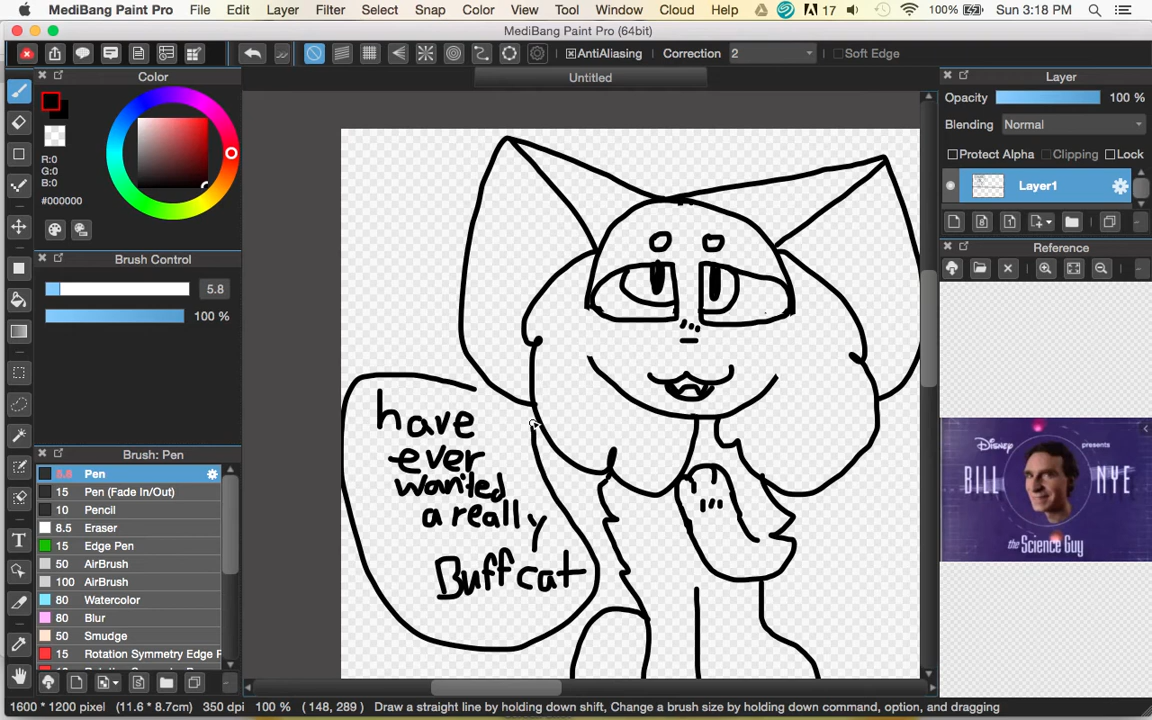 MediBang Paint Pro File Edit Layer Filter Select Snap Color View Tool Window Cloud Help 17 100% Sun 3:18 PM
MediBang Paint Pro (64bit)
AntiAliasing Correction 2 Soft Edge
Untitled
Color
R:0
G:0
B:0
#000000
Brush Control
5.8
100 %
Brush: Pen
Pen
15 Pen (Fade In/Out)
10 Pencil
8.5 Eraser
15 Edge Pen
50 AirBrush
100 AirBrush
80 Watercolor
80 Blur
50 Smudge
15 Rotation Symmetry Edge P
have
ever
wanted
a really
Buff cat
Layer
Opacity 100 %
Blending Normal
Protect Alpha Clipping Lock
Layer1
Reference
Disney presents
BILL NYE
the Science Guy
1600 * 1200 pixel (11.6 * 8.7cm) 350 dpi 100 % ( 148, 289 ) Draw a straight line by holding down shift, Change a brush size by holding down command, option, and dragging